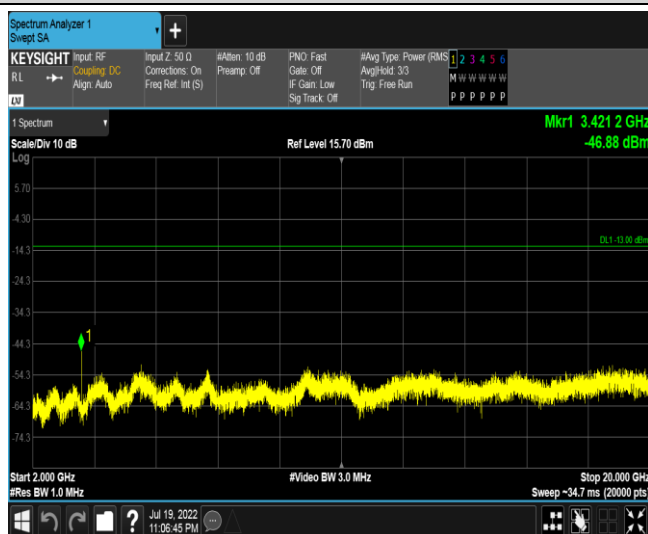 Spectrum Analyzer 1
Swept SA
+
KEYSIGHT
RL
LXI
Input: RF
Coupling: DC
Align: Auto
Input Z: 50 Ω
Corrections: On
Freq Ref: Int (S)
#Atten: 10 dB
Preamp: Off
PNO: Fast
Gate: Off
IF Gain: Low
Sig Track: Off
#Avg Type: Power (RMS
Avg|Hold: 3/3
Trig: Free Run
1 2 3 4 5 6
M W W W W W
P P P P P P
1 Spectrum
Mkr1 3.421 2 GHz
Scale/Div 10 dB
Ref Level 15.70 dBm
-46.88 dBm
Log
5.70
-4.30
DL1 -13.00 dBm
-14.3
-24.3
-34.3
1
-44.3
-54.3
-64.3
-74.3
Start 2.000 GHz
#Video BW 3.0 MHz
Stop 20.000 GHz
#Res BW 1.0 MHz
Sweep ~34.7 ms (20000 pts)
?
Jul 19, 2022
11:06:45 PM